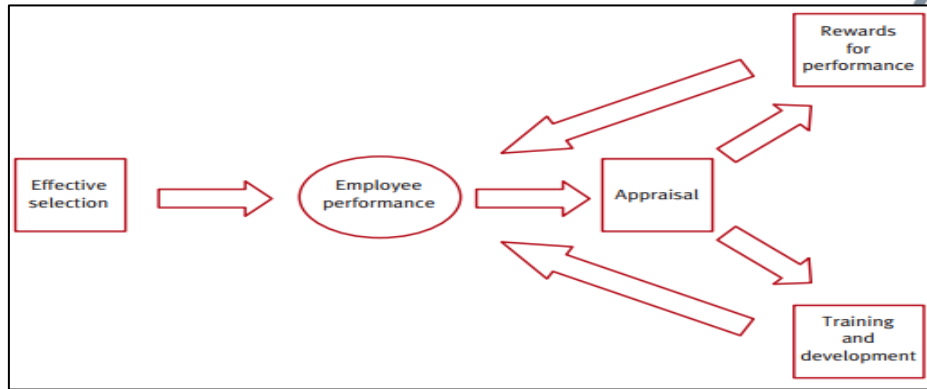 Rewards
for
performance
Effective
selection
Employee
performance
Appraisal
Training
and
development